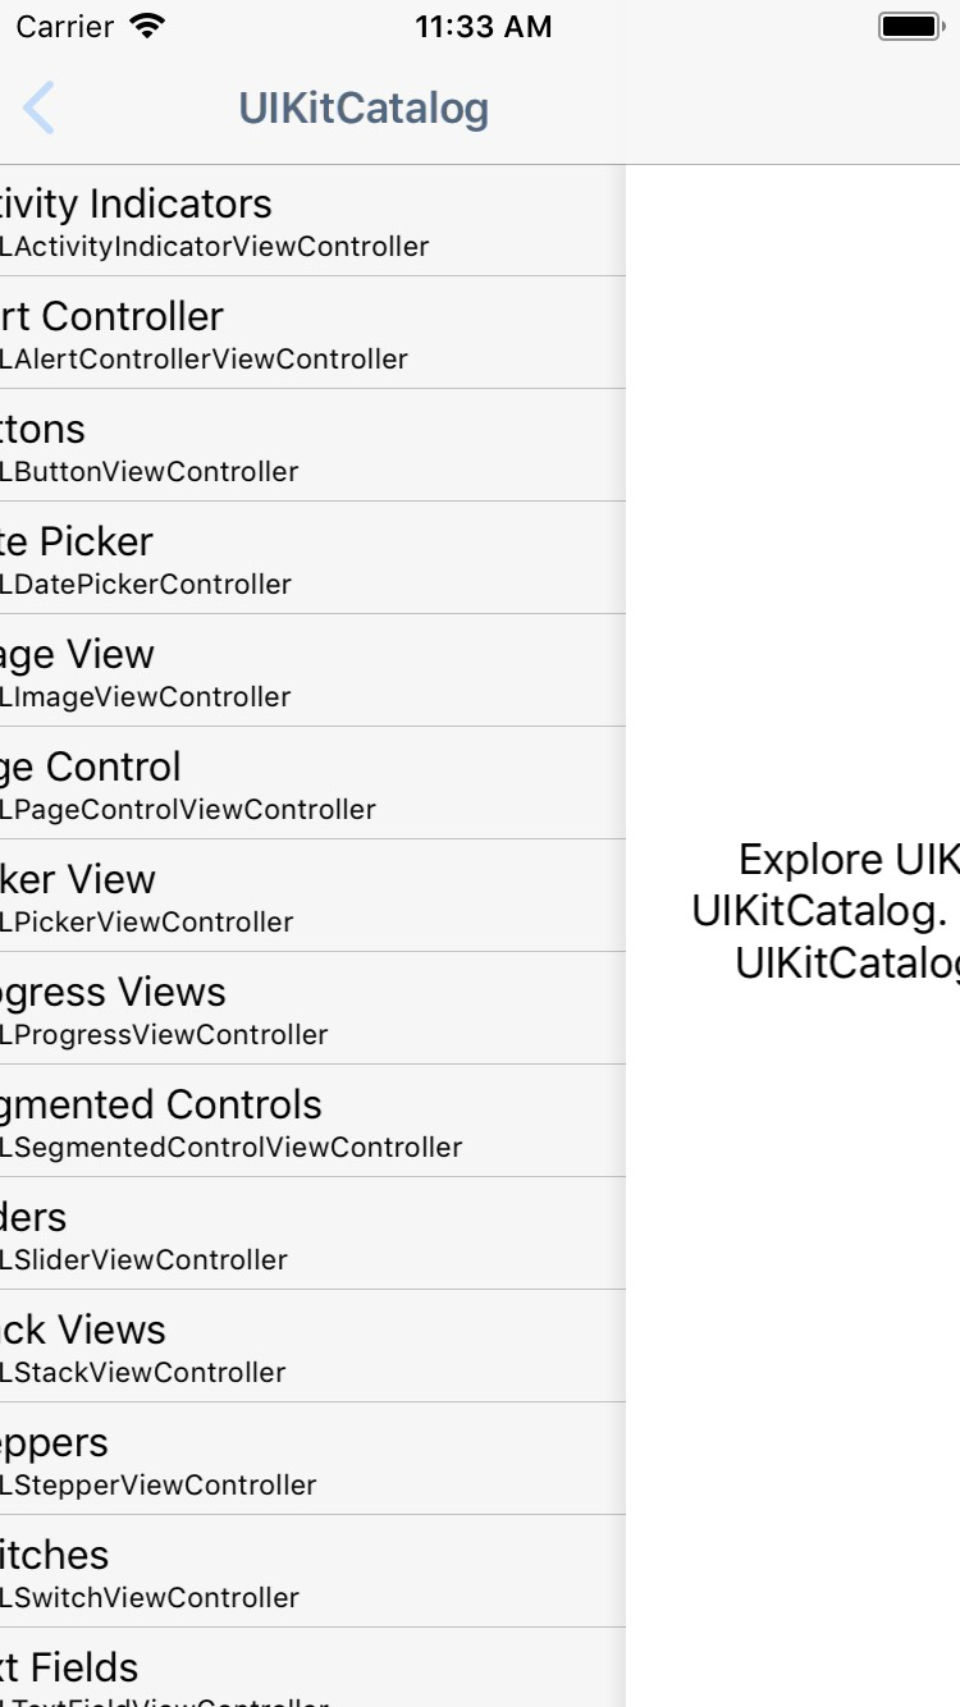 Carrier 11:33 AM
UIKitCatalog
tivity Indicators
LActivityIndicatorViewController
rt Controller
LAlertControllerViewController
ttons
LButtonViewController
te Picker
LDatePickerController
age View
LImageViewController
ge Control
LPageControlViewController
ker View
LPickerViewController
Explore UIK
UIKitCatalog.
UIKitCatalog
ogress Views
LProgressViewController
gmented Controls
LSegmentedControlViewController
ders
LSliderViewController
ck Views
LStackViewController
eppers
LStepperViewController
itches
LSwitchViewController
xt Fields
LTextFieldViewController